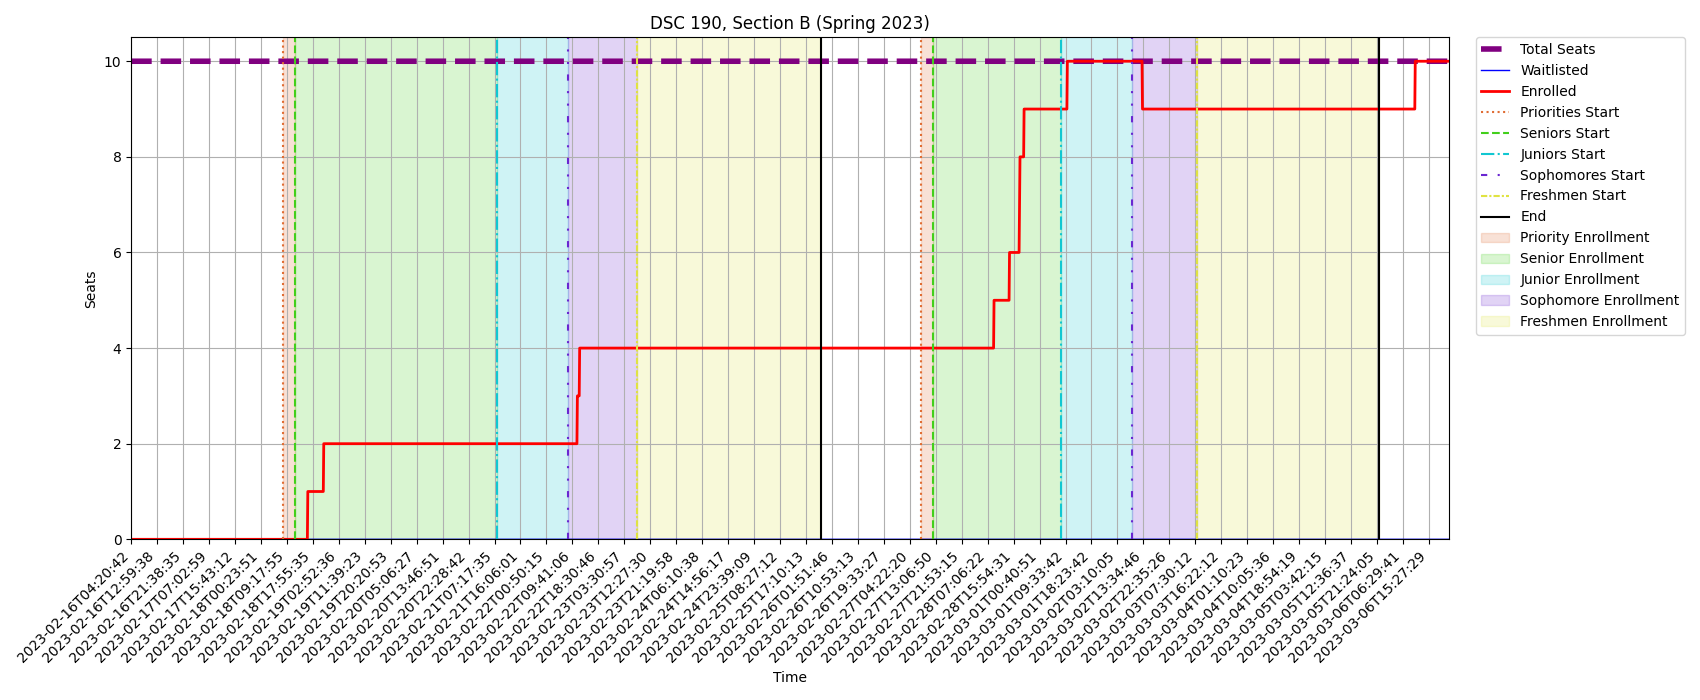 DSC 190, Section B (Spring 2023)
Seats
10
8
6
4
2
0
2023-02-16T04:20:42
2023-02-16T12:59:38
2023-02-16T21:38:35
2023-02-17T07:02:59
2023-02-17T15:43:12
2023-02-18T00:23:51
2023-02-18T09:17:55
2023-02-18T17:55:35
2023-02-19T02:52:36
2023-02-19T11:39:23
2023-02-19T20:20:53
2023-02-20T05:06:27
2023-02-20T13:46:51
2023-02-20T22:28:42
2023-02-21T07:17:35
2023-02-21T16:06:01
2023-02-22T00:50:15
2023-02-22T09:41:06
2023-02-22T18:30:46
2023-02-23T03:30:57
2023-02-23T12:27:30
2023-02-23T21:19:58
2023-02-24T06:10:38
2023-02-24T14:56:17
2023-02-24T23:39:09
2023-02-25T08:27:12
2023-02-25T17:10:13
2023-02-26T01:51:46
2023-02-26T10:53:13
2023-02-26T19:33:27
2023-02-27T04:22:20
2023-02-27T13:06:50
2023-02-27T21:53:15
2023-02-28T07:06:22
2023-02-28T15:54:31
2023-03-01T00:40:51
2023-03-01T09:33:42
2023-03-01T18:23:42
2023-03-02T03:10:05
2023-03-02T13:34:46
2023-03-02T22:35:26
2023-03-03T07:30:12
2023-03-03T16:22:12
2023-03-04T01:10:23
2023-03-04T10:05:36
2023-03-04T18:54:19
2023-03-05T03:42:15
2023-03-05T12:36:37
2023-03-05T21:24:05
2023-03-06T06:29:41
2023-03-06T15:27:29
Time
Total Seats
Waitlisted
Enrolled
Priorities Start
Seniors Start
Juniors Start
Sophomores Start
Freshmen Start
End
Priority Enrollment
Senior Enrollment
Junior Enrollment
Sophomore Enrollment
Freshmen Enrollment